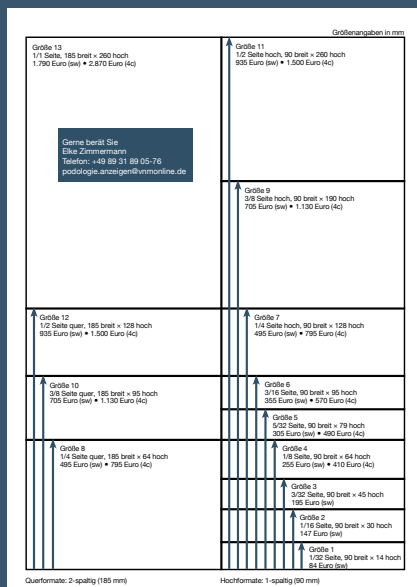 Größenangaben in mm
Größe 13
1/1 Seite, 185 breit × 260 hoch
1.790 Euro (sw) • 2.870 Euro (4c)
Gerne berät Sie
Elke Zimmermann
Telefon: +49 89 31 89 05-76
podologie.anzeigen@vnmonline.de
Größe 12
1/2 Seite quer, 185 breit × 128 hoch
935 Euro (sw) • 1.500 Euro (4c)
Größe 10
3/8 Seite quer, 185 breit × 95 hoch
705 Euro (sw) • 1.130 Euro (4c)
Größe 8
1/4 Seite quer, 185 breit × 64 hoch
495 Euro (sw) • 795 Euro (4c)
Querformate: 2-spaltig (185 mm)
Größe 11
1/2 Seite hoch, 90 breit × 260 hoch
935 Euro (sw) • 1.500 Euro (4c)
Größe 9
3/8 Seite hoch, 90 breit × 190 hoch
705 Euro (sw) • 1.130 Euro (4c)
Größe 7
1/4 Seite hoch, 90 breit × 128 hoch
495 Euro (sw) • 795 Euro (4c)
Größe 6
3/16 Seite, 90 breit × 95 hoch
355 Euro (sw) • 570 Euro (4c)
Größe 5
5/32 Seite, 90 breit × 79 hoch
305 Euro (sw) • 490 Euro (4c)
Größe 4
1/8 Seite, 90 breit × 64 hoch
255 Euro (sw) • 410 Euro (4c)
Größe 3
3/32 Seite, 90 breit × 45 hoch
195 Euro (sw)
Größe 2
1/16 Seite, 90 breit × 30 hoch
147 Euro (sw)
Größe 1
1/32 Seite, 90 breit × 14 hoch
84 Euro (sw)
Hochformate: 1-spaltig (90 mm)